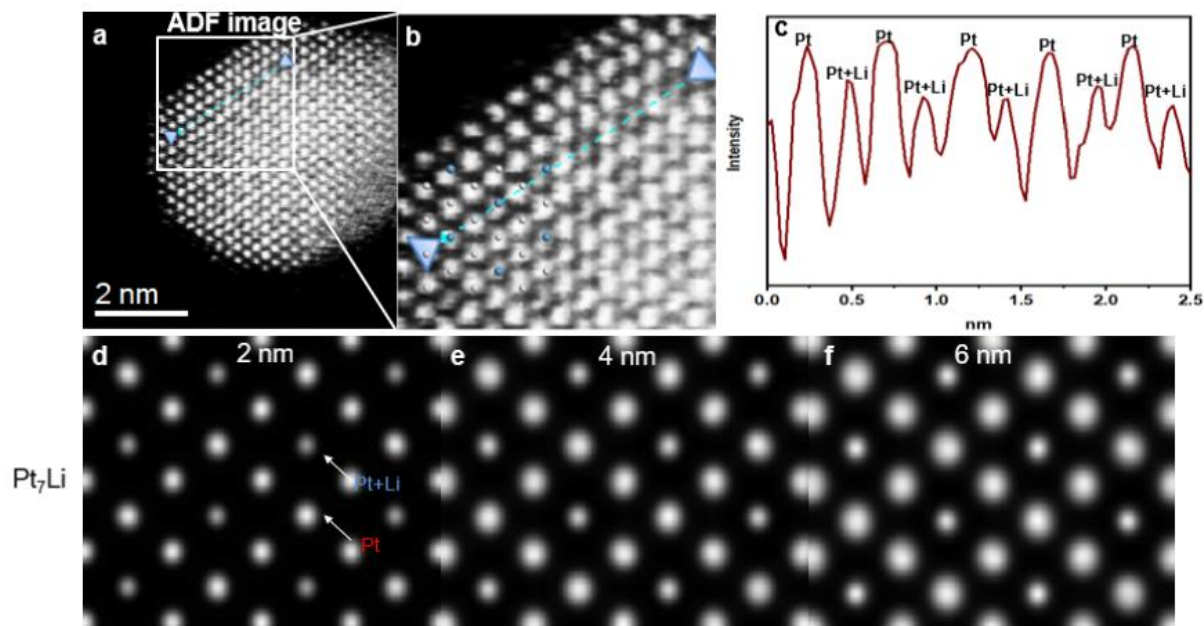 a
ADF image
2 nm
b
c
Pt
Pt+Li
Pt
Pt+Li
Pt
Pt+Li
Pt
Pt+Li
Pt
Pt+Li
Intensity
0.0 0.5 1.0 1.5 2.0 2.5
nm
Pt₇Li
d
2 nm
Pt+Li
Pt
e
4 nm
f
6 nm